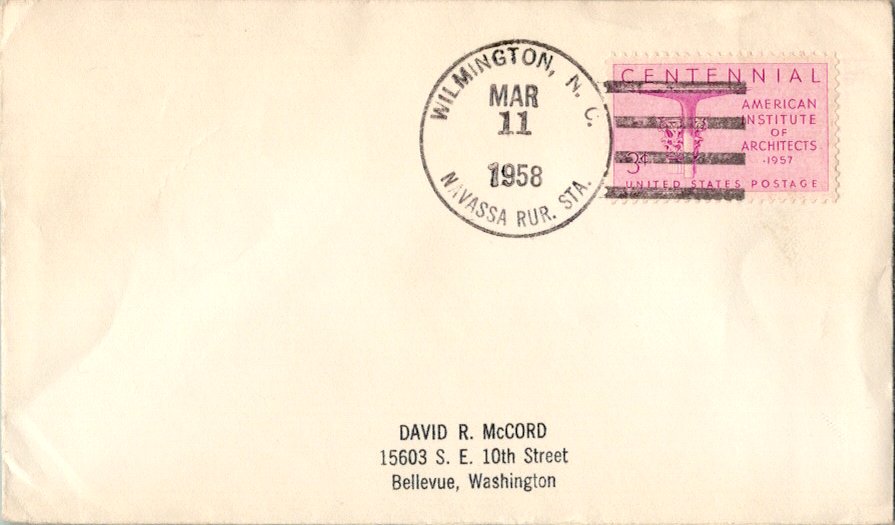 WILMINGTON, N. C.
MAR
11
1958
NAVASSA RUR. STA.
CENTENNIAL
AMERICAN
INSTITUTE
OF
ARCHITECTS
·1957
3¢
UNITED STATES POSTAGE
DAVID R. McCORD
15603 S. E. 10th Street
Bellevue, Washington